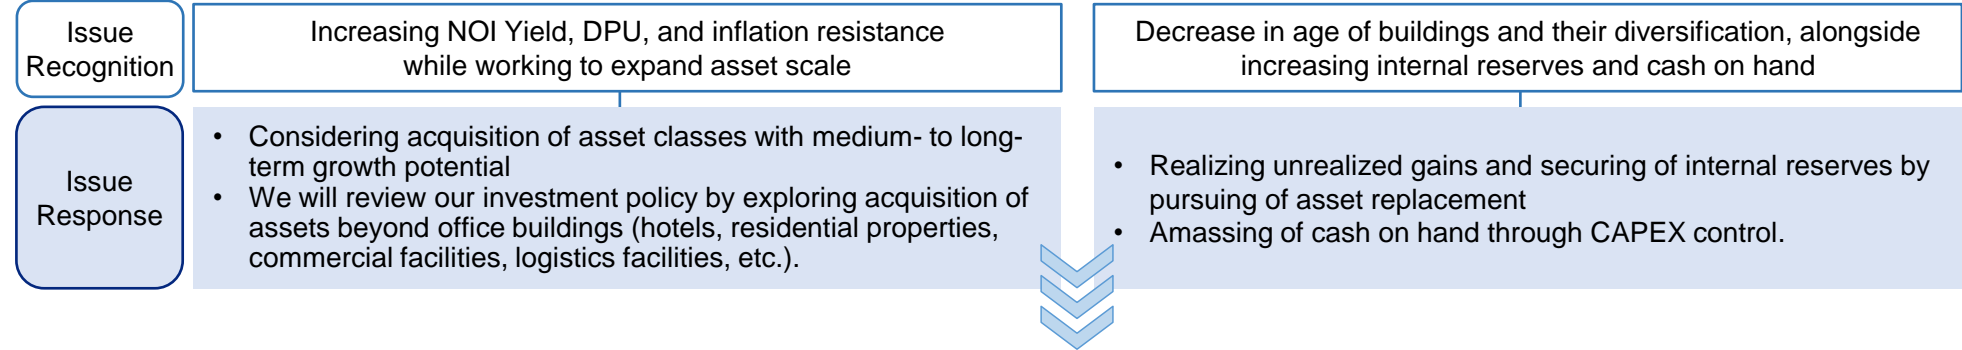 Issue
Recognition
Increasing NOI Yield, DPU, and inflation resistance
while working to expand asset scale
Decrease in age of buildings and their diversification, alongside
increasing internal reserves and cash on hand
Issue
Response
• Considering acquisition of asset classes with medium- to long-
term growth potential
• We will review our investment policy by exploring acquisition of
assets beyond office buildings (hotels, residential properties,
commercial facilities, logistics facilities, etc.).
• Realizing unrealized gains and securing of internal reserves by
pursuing of asset replacement
• Amassing of cash on hand through CAPEX control.